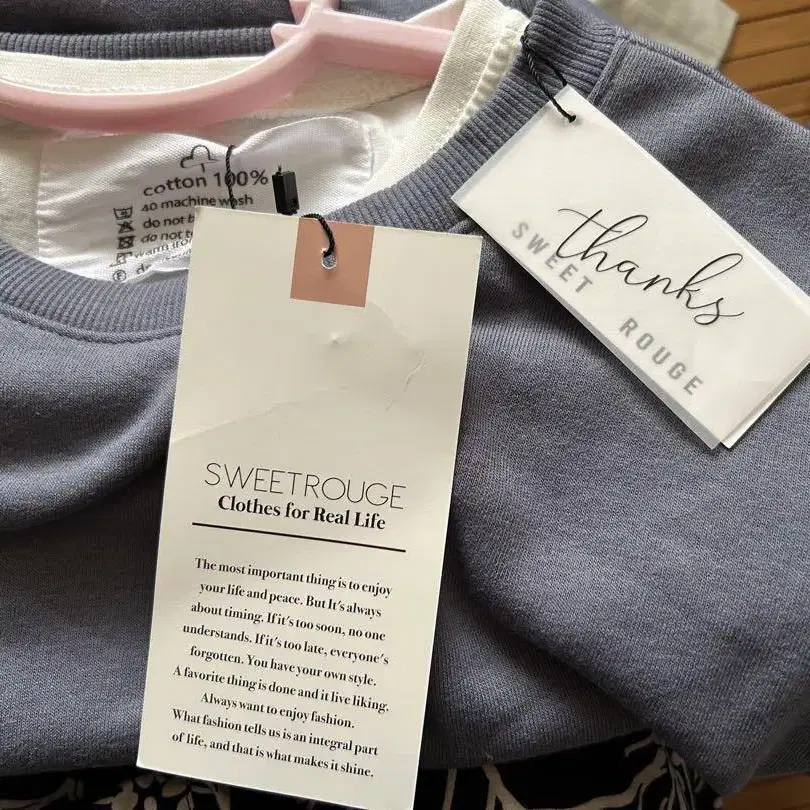 cotton 100%
40 machine wash
do not
do not
warm iron
thanks
SWEET ROUGE
SWEETROUGE
Clothes for Real Life
The most important thing is to enjoy
your life and peace. But It's always
about timing. If it's too soon, no one
understands. If it's too late, everyone's
forgotten. You have your own style.
A favorite thing is done and it live liking.
Always want to enjoy fashion.
What fashion tells us is an integral part
of life, and that is what makes it shine.